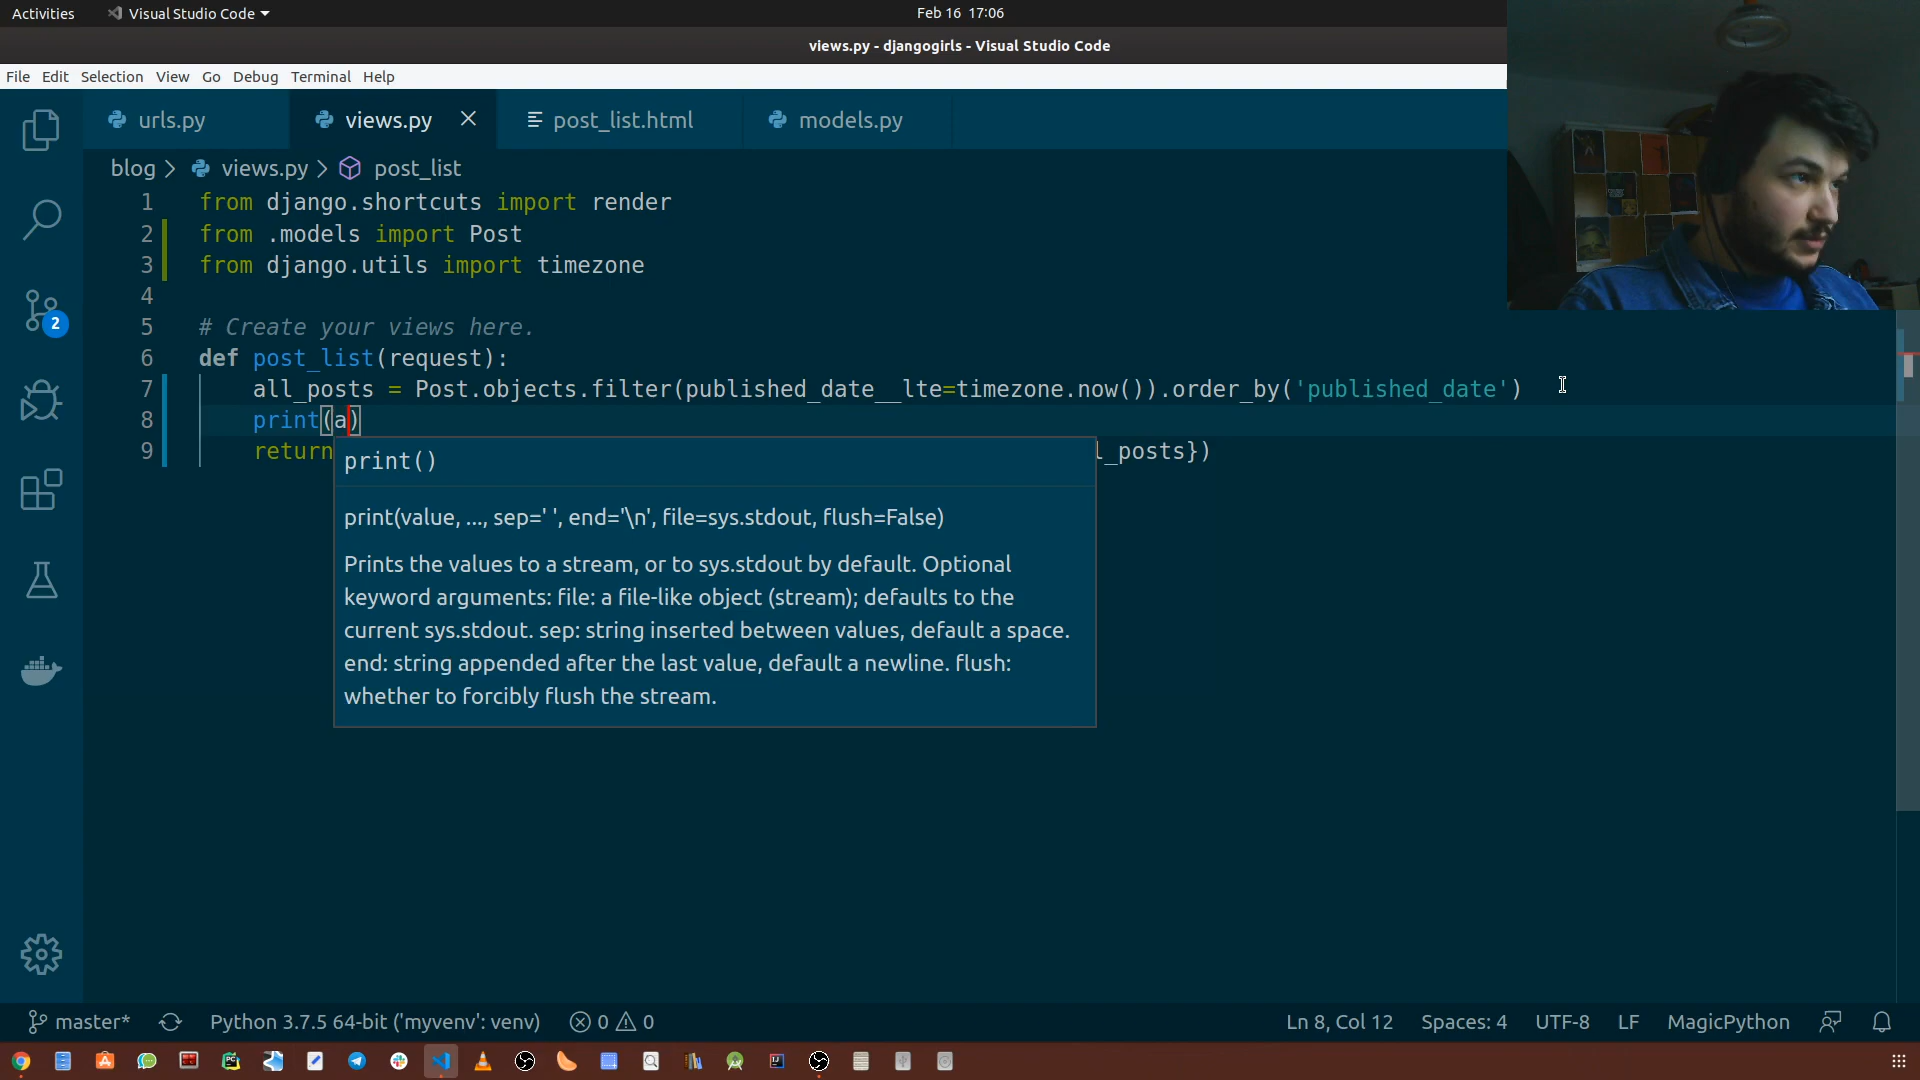 Activities
Visual Studio Code
Feb 16 17:06
views.py - djangogirls - Visual Studio Code
File Edit Selection View Go Debug Terminal Help
urls.py
views.py
post_list.html
models.py
blog > views.py > post_list
1 from django.shortcuts import render
2 from .models import Post
3 from django.utils import timezone
4
5 # Create your views here.
6 def post_list(request):
7 all_posts = Post.objects.filter(published_date__lte=timezone.now()).order_by('published_date')
8 print(a)
9 return l_posts})
print()
print(value, ..., sep=' ', end='\n', file=sys.stdout, flush=False)
Prints the values to a stream, or to sys.stdout by default. Optional
keyword arguments: file: a file-like object (stream); defaults to the
current sys.stdout. sep: string inserted between values, default a space.
end: string appended after the last value, default a newline. flush:
whether to forcibly flush the stream.
2
master*
Python 3.7.5 64-bit ('myvenv': venv)
0
0
Ln 8, Col 12
Spaces: 4
UTF-8
LF
MagicPython